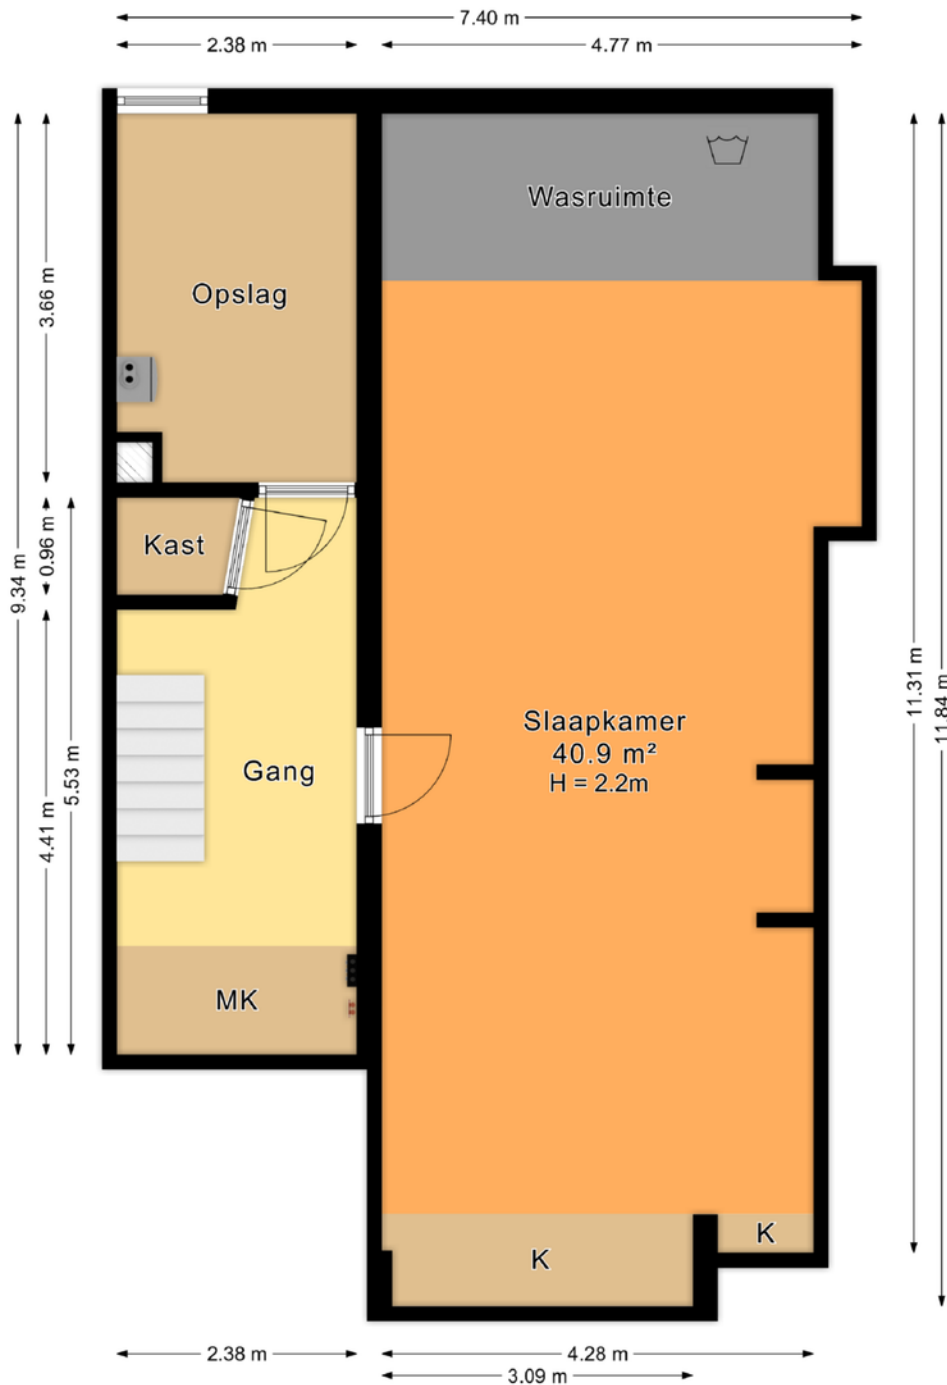 7.40 m
2.38 m
4.77 m
Wasruimte
Opslag
3.66 m
9.34 m
0.96 m
Kast
5.53 m
4.41 m
Gang
Slaapkamer
40.9 m²
H = 2.2m
11.31 m
11.84 m
MK
K
K
2.38 m
4.28 m
3.09 m